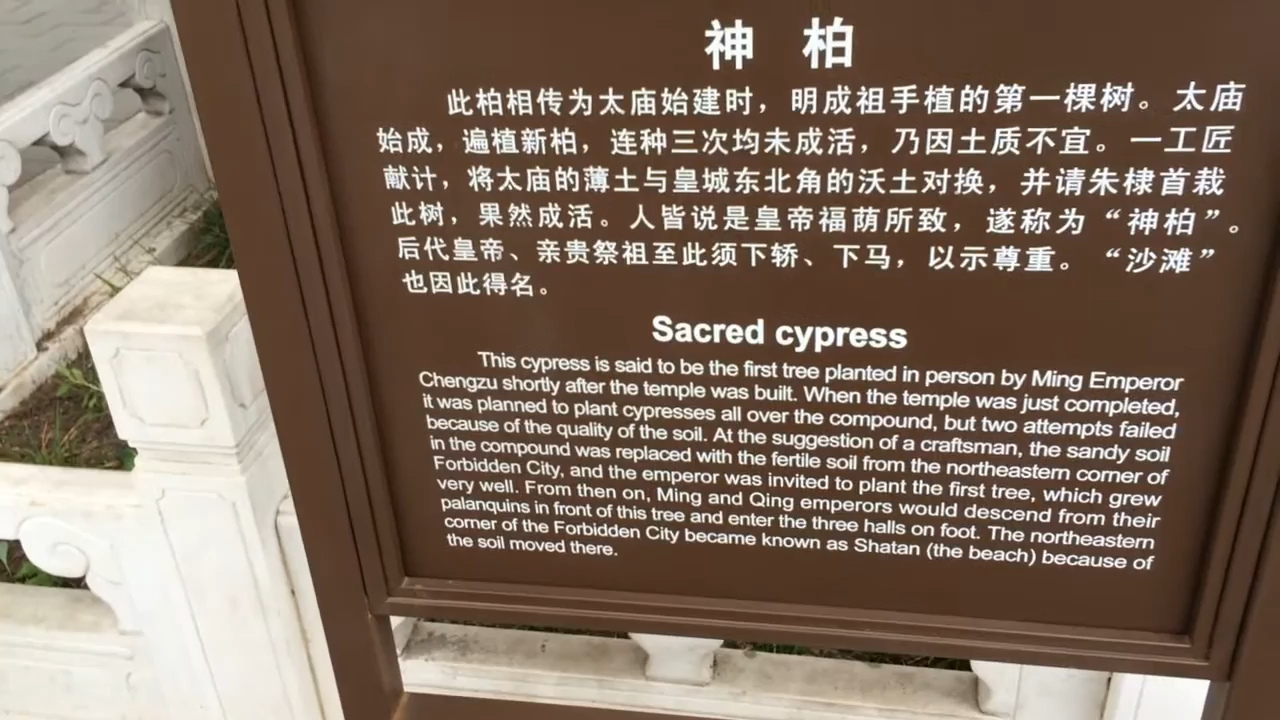 神 柏
此柏相传为太庙始建时，明成祖手植的第一棵树。太庙
始成，遍植新柏，连种三次均未成活，乃因土质不宜。一工匠
献计，将太庙的薄土与皇城东北角的沃土对换，并请朱棣首栽
此树，果然成活。人皆说是皇帝福荫所致，遂称为“神柏”。
后代皇帝、亲贵祭祖至此须下轿、下马，以示尊重。“沙滩”
也因此得名。
Sacred cypress
This cypress is said to be the first tree planted in person by Ming Emperor
Chengzu shortly after the temple was built. When the temple was just completed,
it was planned to plant cypresses all over the compound, but two attempts failed
because of the quality of the soil. At the suggestion of a craftsman, the sandy soil
in the compound was replaced with the fertile soil from the northeastern corner of
Forbidden City, and the emperor was invited to plant the first tree, which grew
very well. From then on, Ming and Qing emperors would descend from their
palanquins in front of this tree and enter the three halls on foot. The northeastern
corner of the Forbidden City became known as Shatan (the beach) because of
the soil moved there.